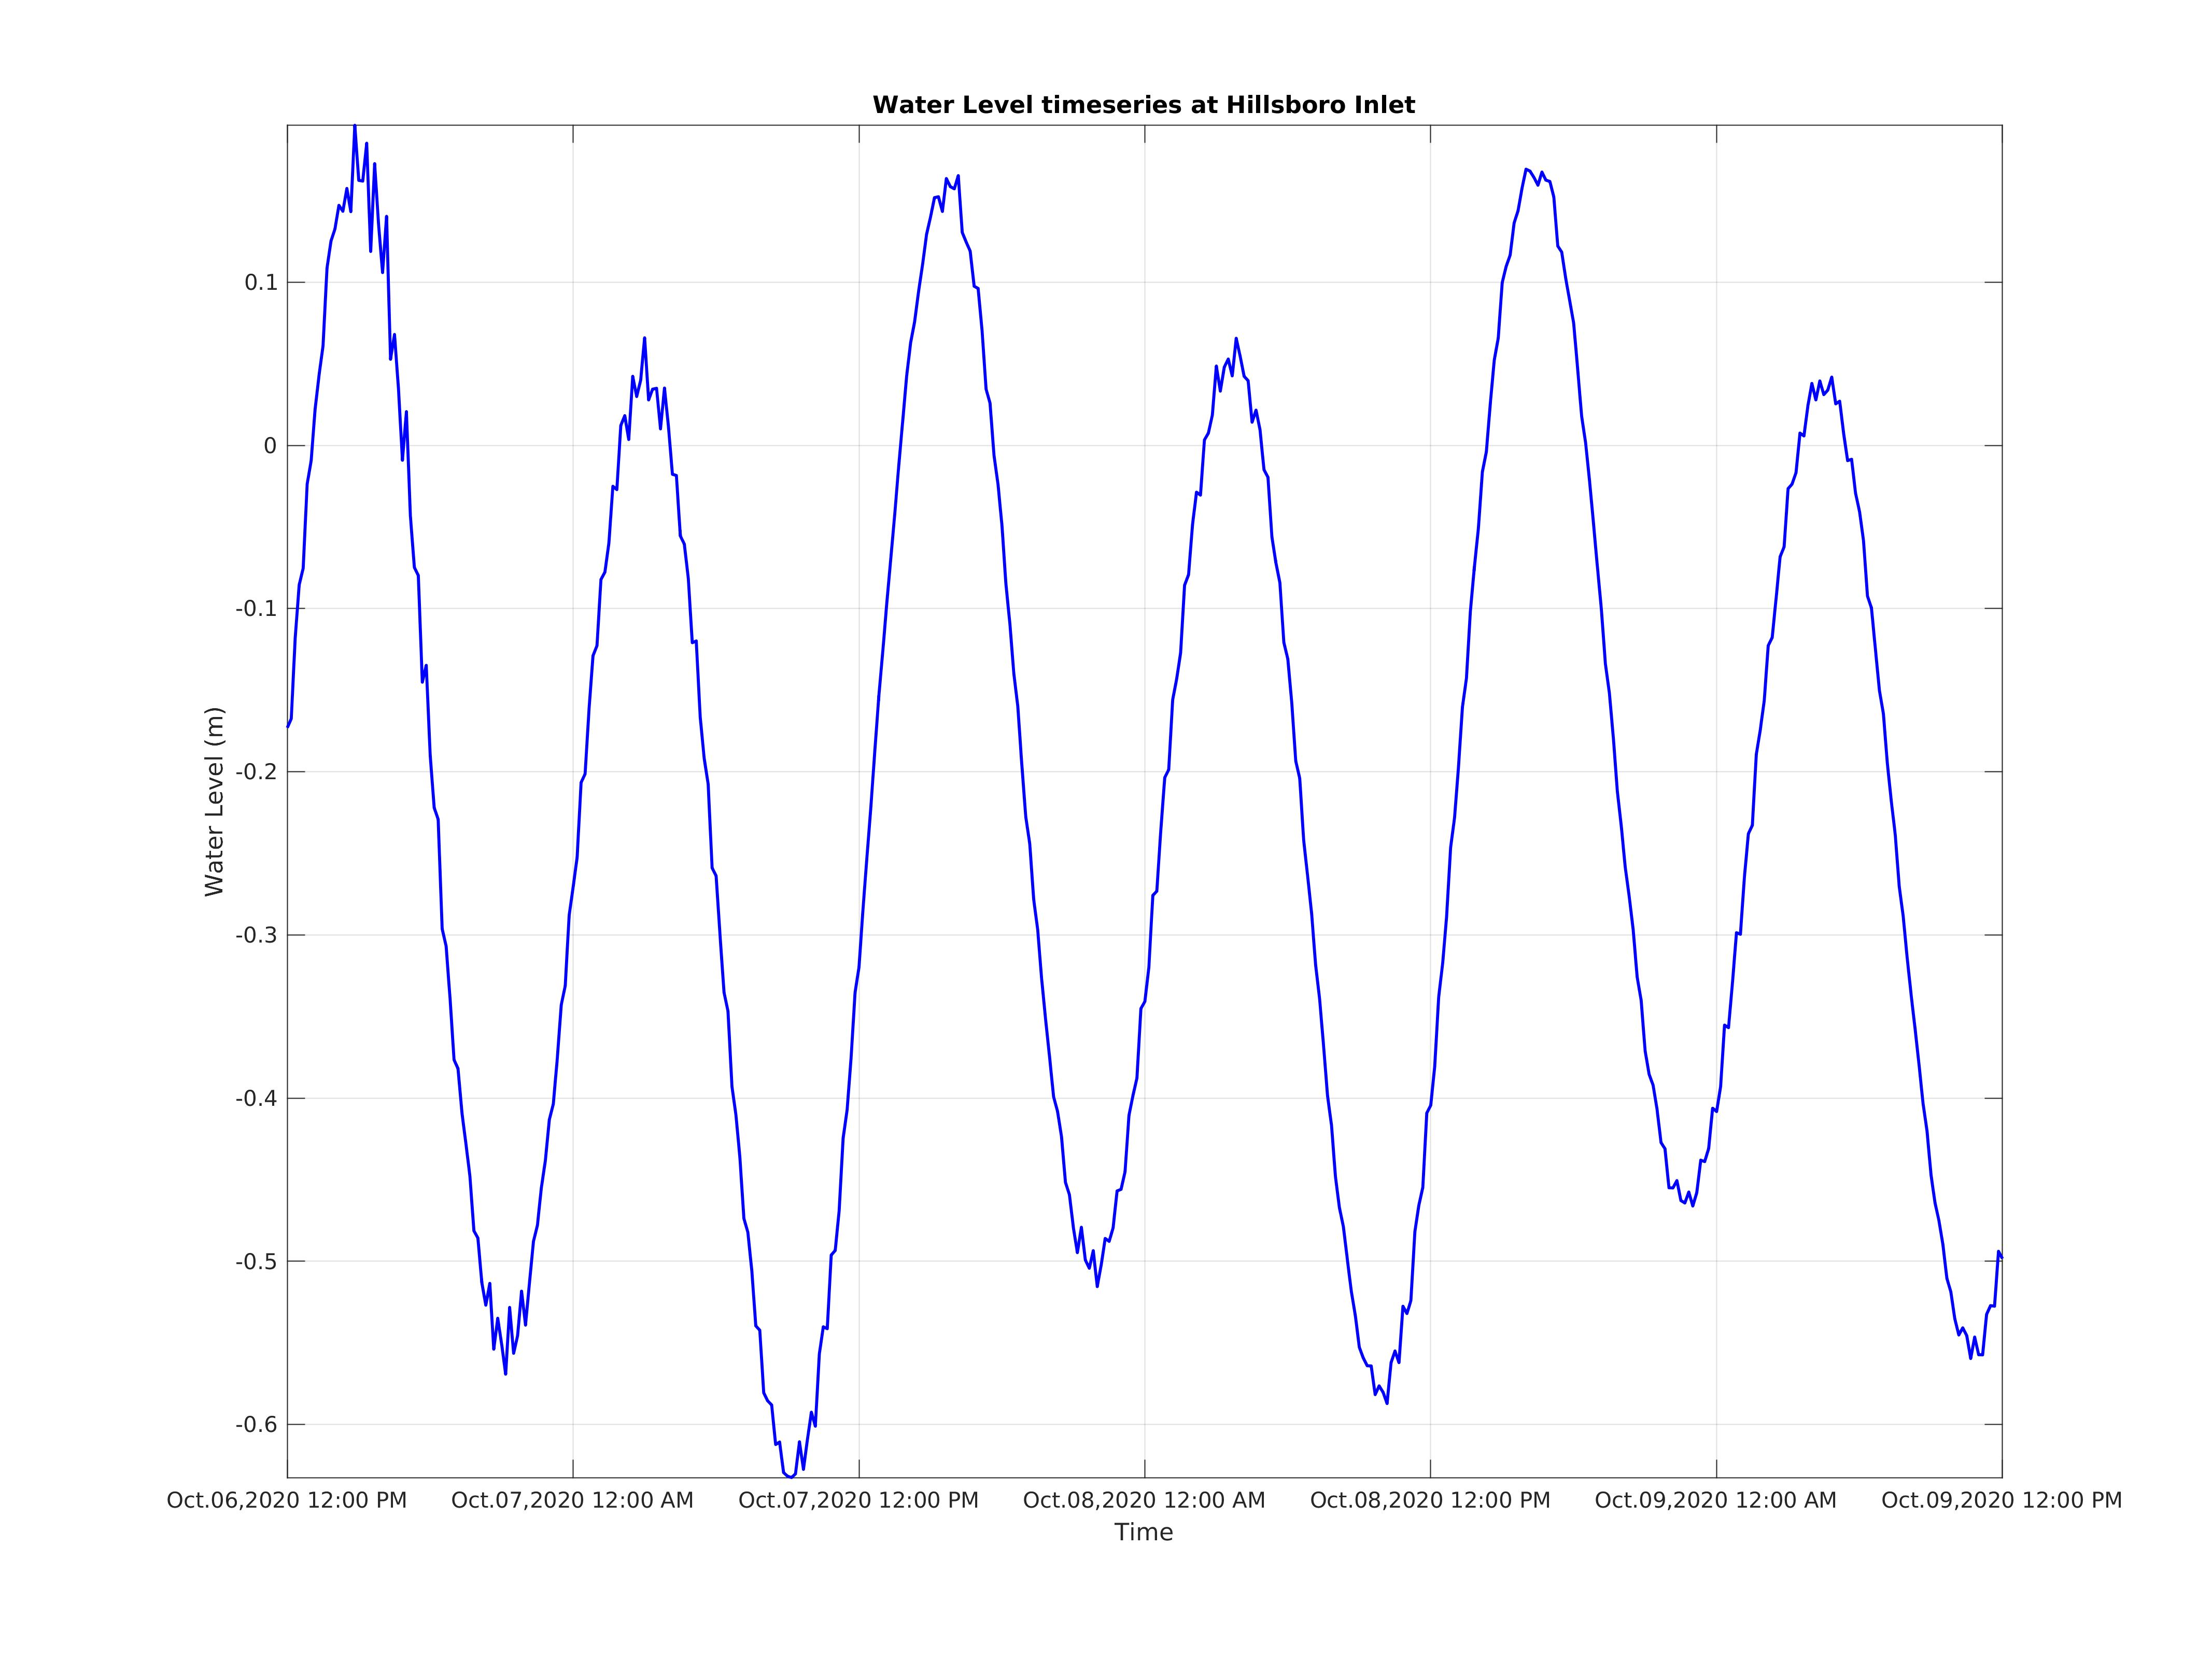 Water Level timeseries at Hillsboro Inlet
0.1
0
-0.1
-0.2
-0.3
-0.4
-0.5
-0.6
Water Level (m)
Oct.06,2020 12:00 PM Oct.07,2020 12:00 AM Oct.07,2020 12:00 PM Oct.08,2020 12:00 AM Oct.08,2020 12:00 PM Oct.09,2020 12:00 AM Oct.09,2020 12:00 PM
Time